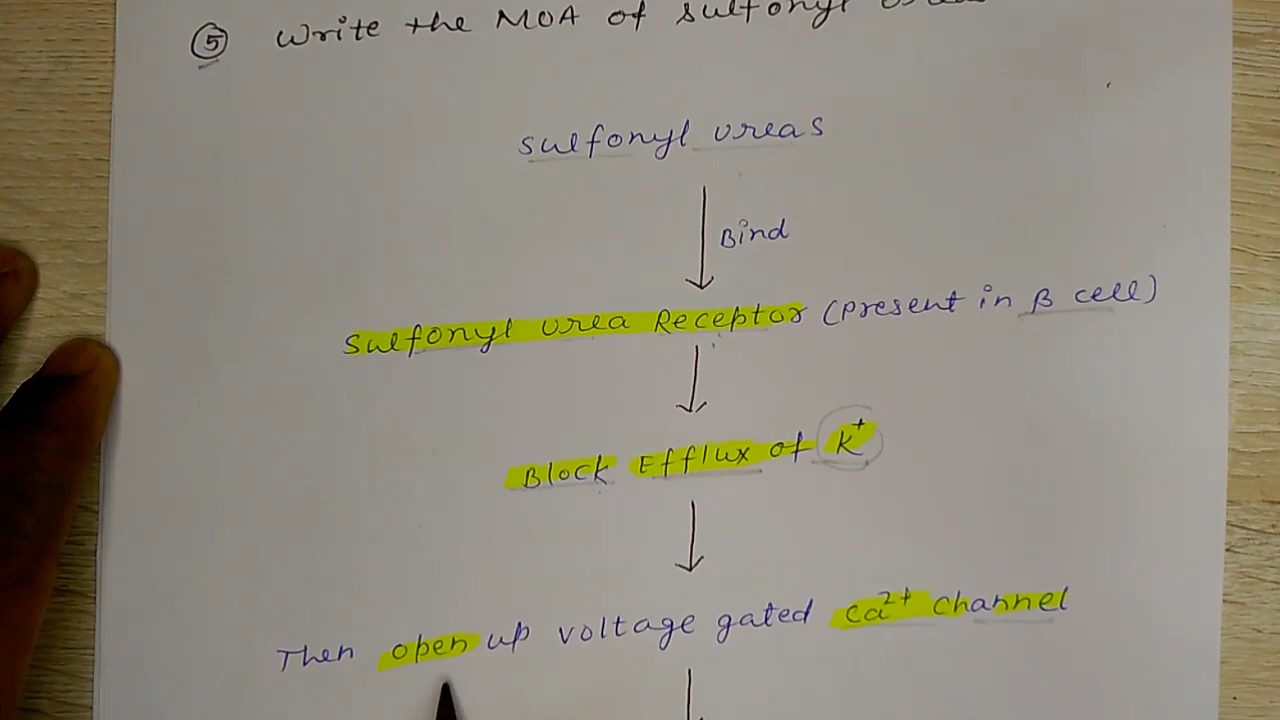 ⑤ Write the MOA of sulfonyl
Sulfonyl ureas
Bind
Sulfonyl urea Receptor (Present in β cell)
Block Efflux of K⁺
Then open up voltage gated Ca²⁺ channel